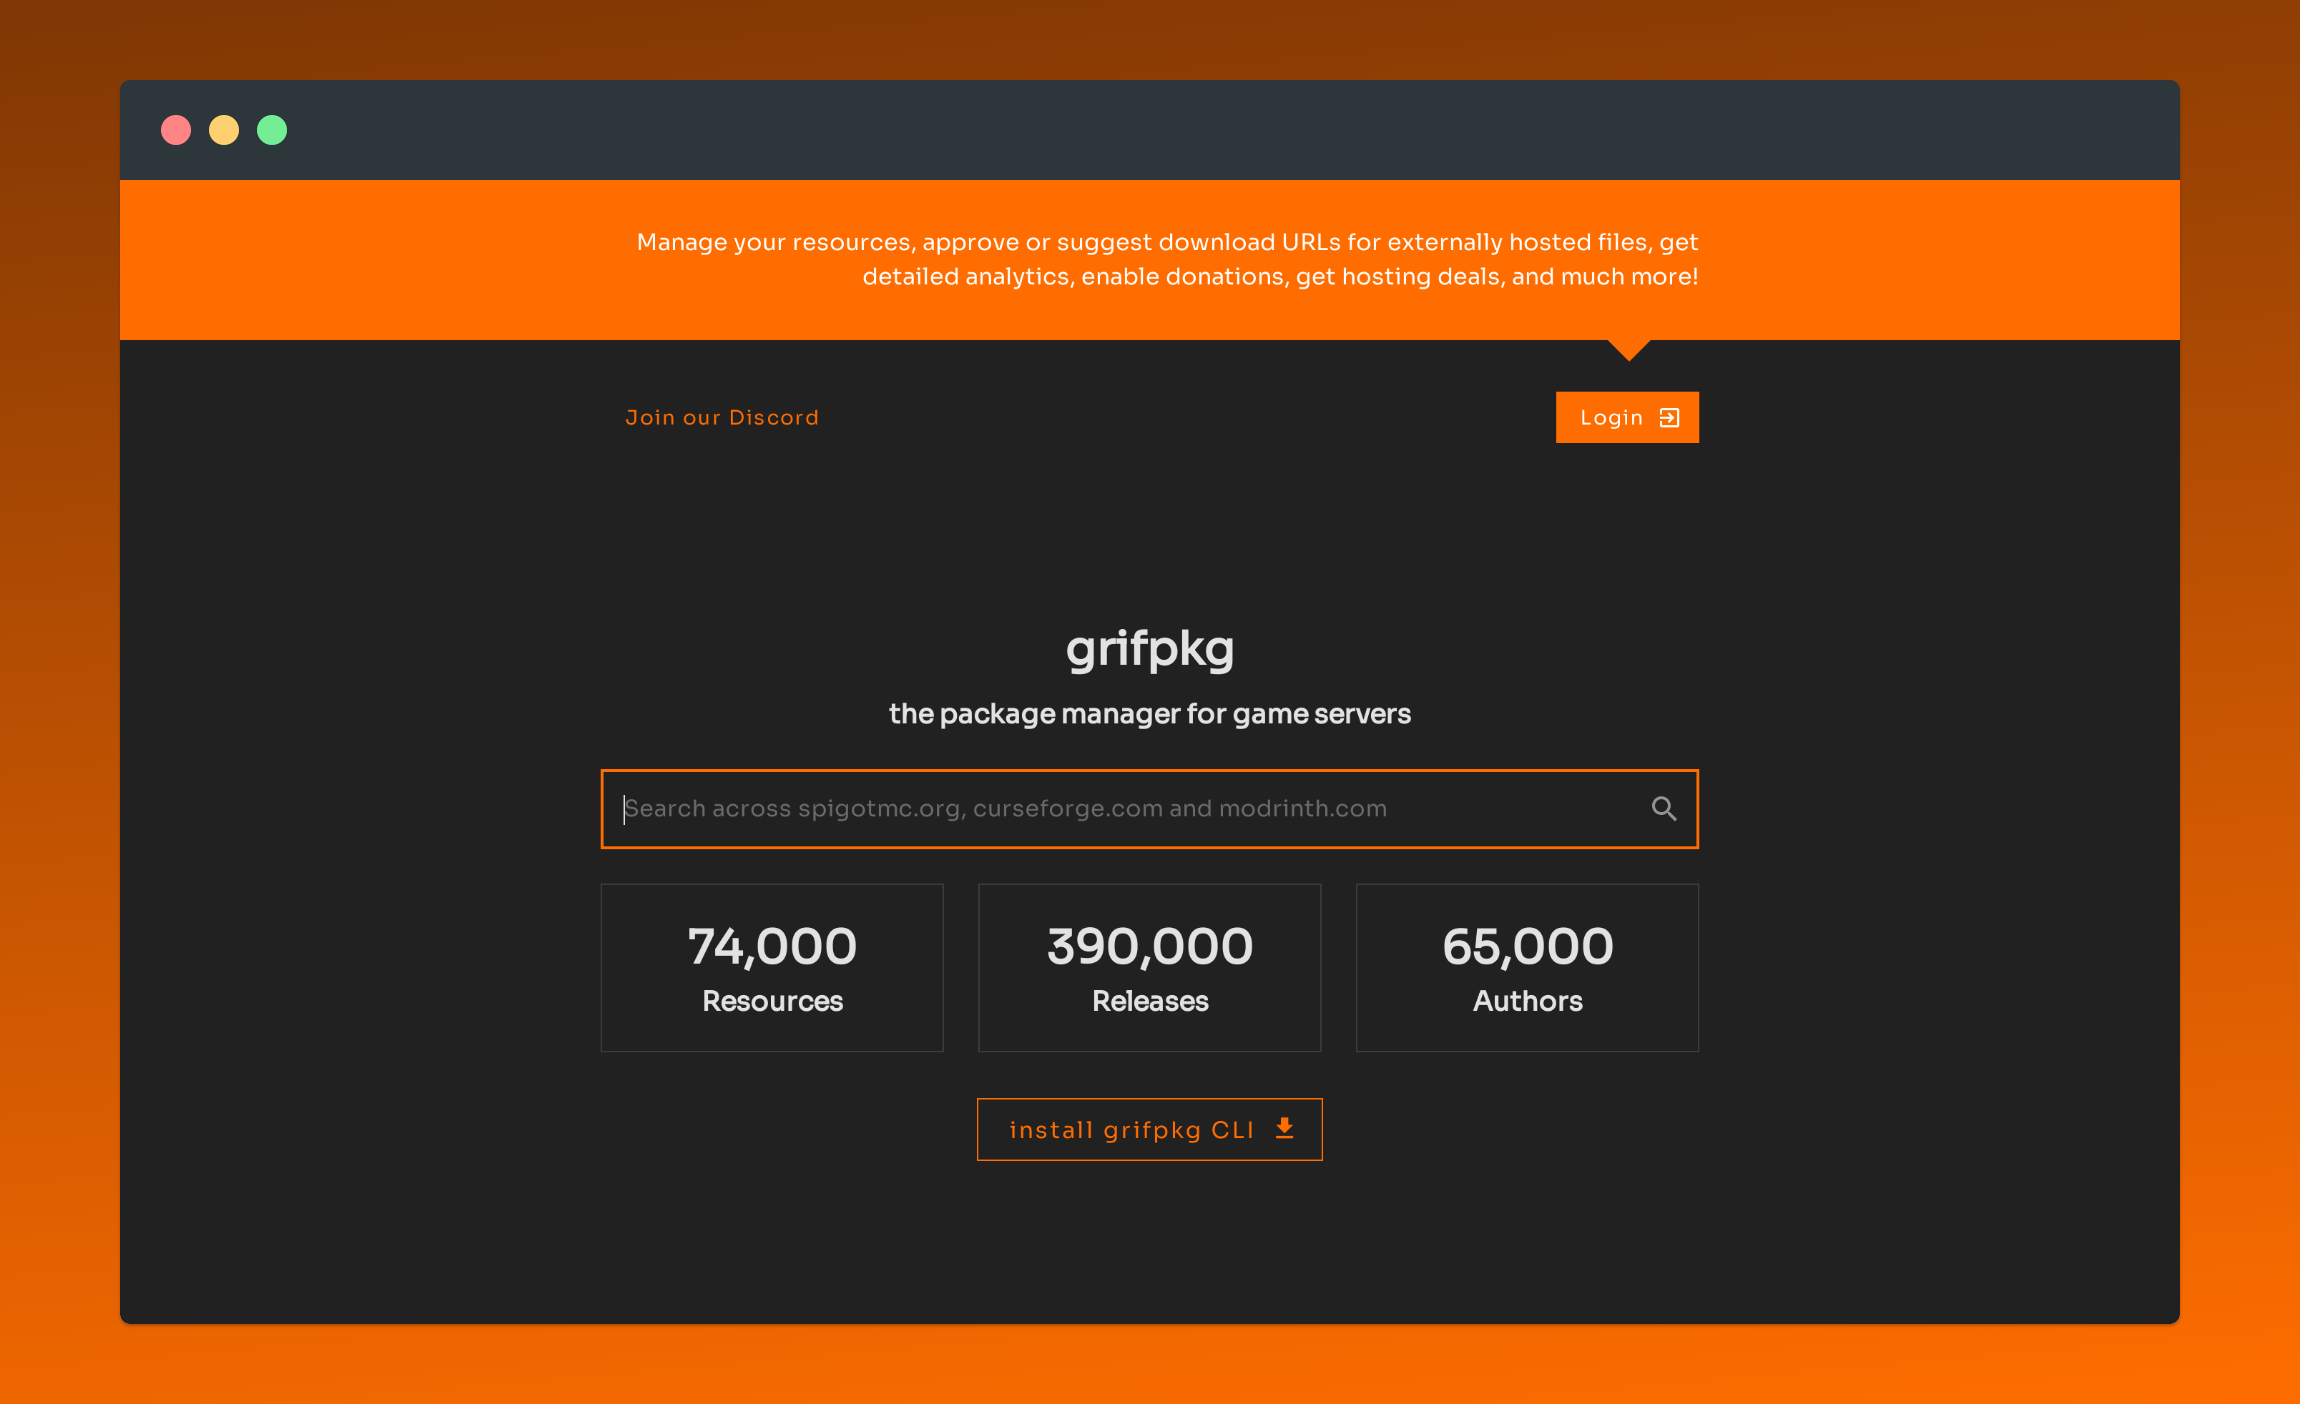 Manage your resources, approve or suggest download URLs for externally hosted files, get
detailed analytics, enable donations, get hosting deals, and much more!
Join our Discord
Login
grifpkg
the package manager for game servers
Search across spigotmc.org, curseforge.com and modrinth.com
74,000
Resources
390,000
Releases
65,000
Authors
install grifpkg CLI